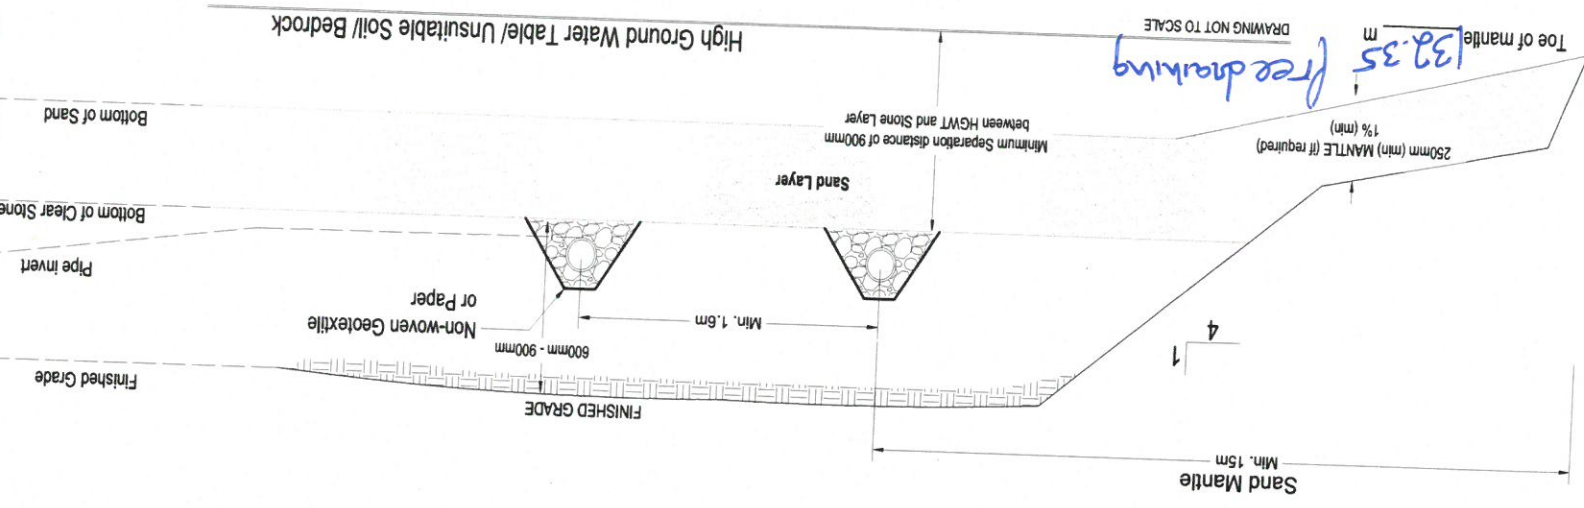 Sand Mantle
Min. 15m
FINISHED GRADE
Finished Grade
1
4
600mm - 900mm
Min. 1.6m
Non-woven Geotextile
or Paper
Pipe invert
Bottom of Clear Stone
Sand Layer
250mm (min) MANTLE (if required)
1% (min)
Minimum Separation distance of 900mm
between HGWT and Stone Layer
Bottom of Sand
Toe of mantle 132.35 m
free draining
DRAWING NOT TO SCALE
High Ground Water Table/ Unsuitable Soil/ Bedrock